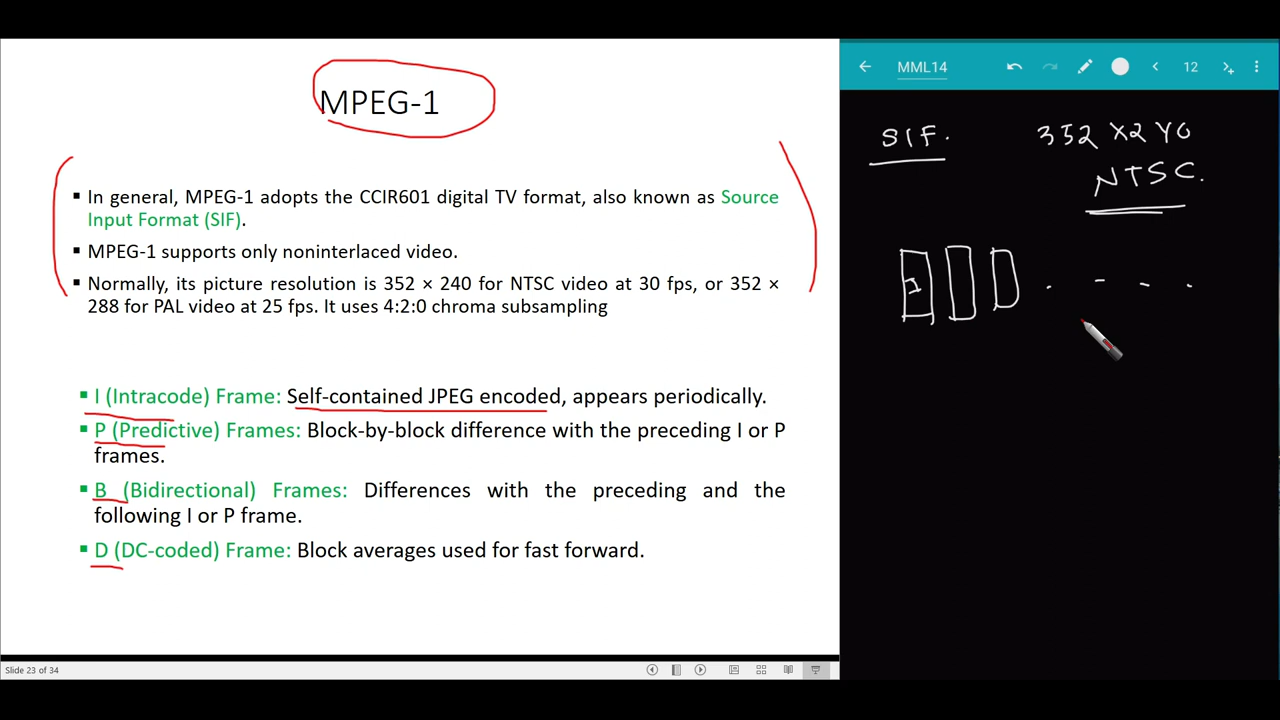 MPEG-1
▪ In general, MPEG-1 adopts the CCIR601 digital TV format, also known as Source
Input Format (SIF).
▪ MPEG-1 supports only noninterlaced video.
▪ Normally, its picture resolution is 352 × 240 for NTSC video at 30 fps, or 352 ×
288 for PAL video at 25 fps. It uses 4:2:0 chroma subsampling
▪ I (Intracode) Frame: Self-contained JPEG encoded, appears periodically.
▪ P (Predictive) Frames: Block-by-block difference with the preceding I or P
frames.
▪ B (Bidirectional) Frames: Differences with the preceding and the
following I or P frame.
▪ D (DC-coded) Frame: Block averages used for fast forward.
Slide 23 of 34
MML14
12
SIF.
352 X240
NTSC.
I